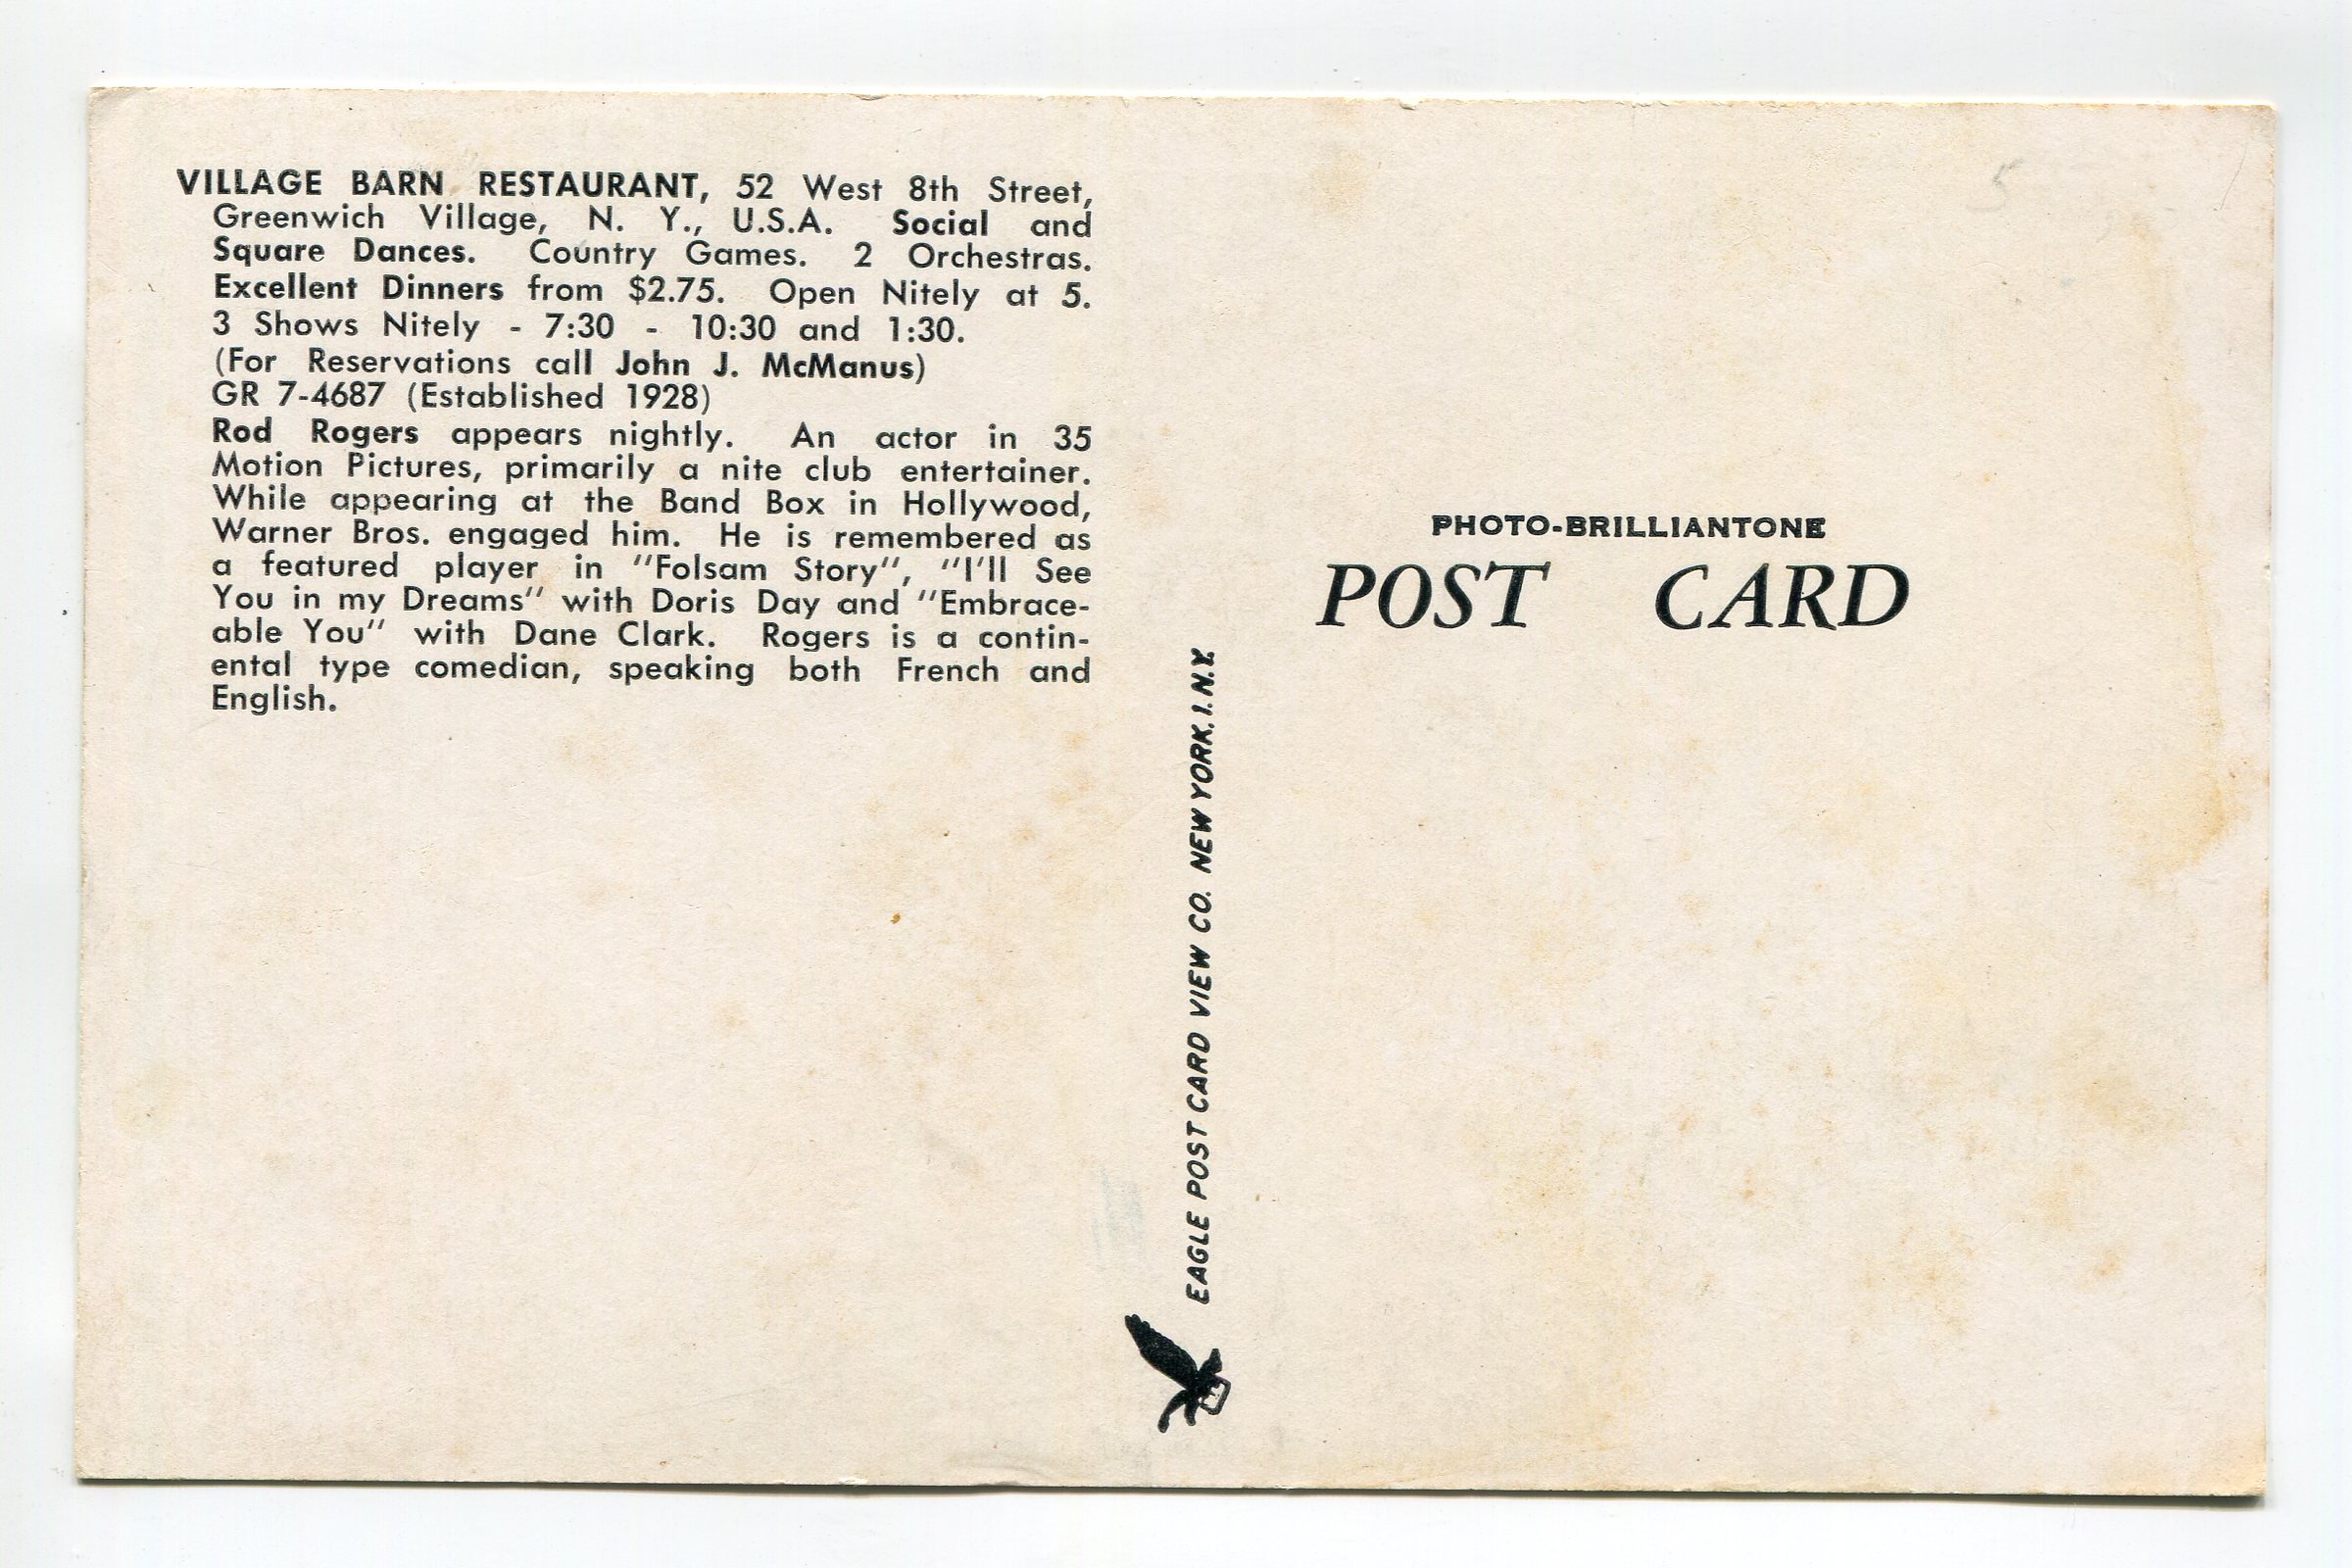 VILLAGE BARN RESTAURANT, 52 West 8th Street,
Greenwich Village, N. Y., U.S.A. Social and
Square Dances. Country Games. 2 Orchestras.
Excellent Dinners from $2.75. Open Nitely at 5.
3 Shows Nitely - 7:30 - 10:30 and 1:30.
(For Reservations call John J. McManus)
GR 7-4687 (Established 1928)
Rod Rogers appears nightly. An actor in 35
Motion Pictures, primarily a nite club entertainer.
While appearing at the Band Box in Hollywood,
Warner Bros. engaged him. He is remembered as
a featured player in "Folsam Story", "I'll See
You in my Dreams" with Doris Day and "Embrace-
able You" with Dane Clark. Rogers is a contin-
ental type comedian, speaking both French and
English.
EAGLE POST CARD VIEW CO. NEW YORK, 1. N.Y.
5
PHOTO-BRILLIANTONE
POST CARD